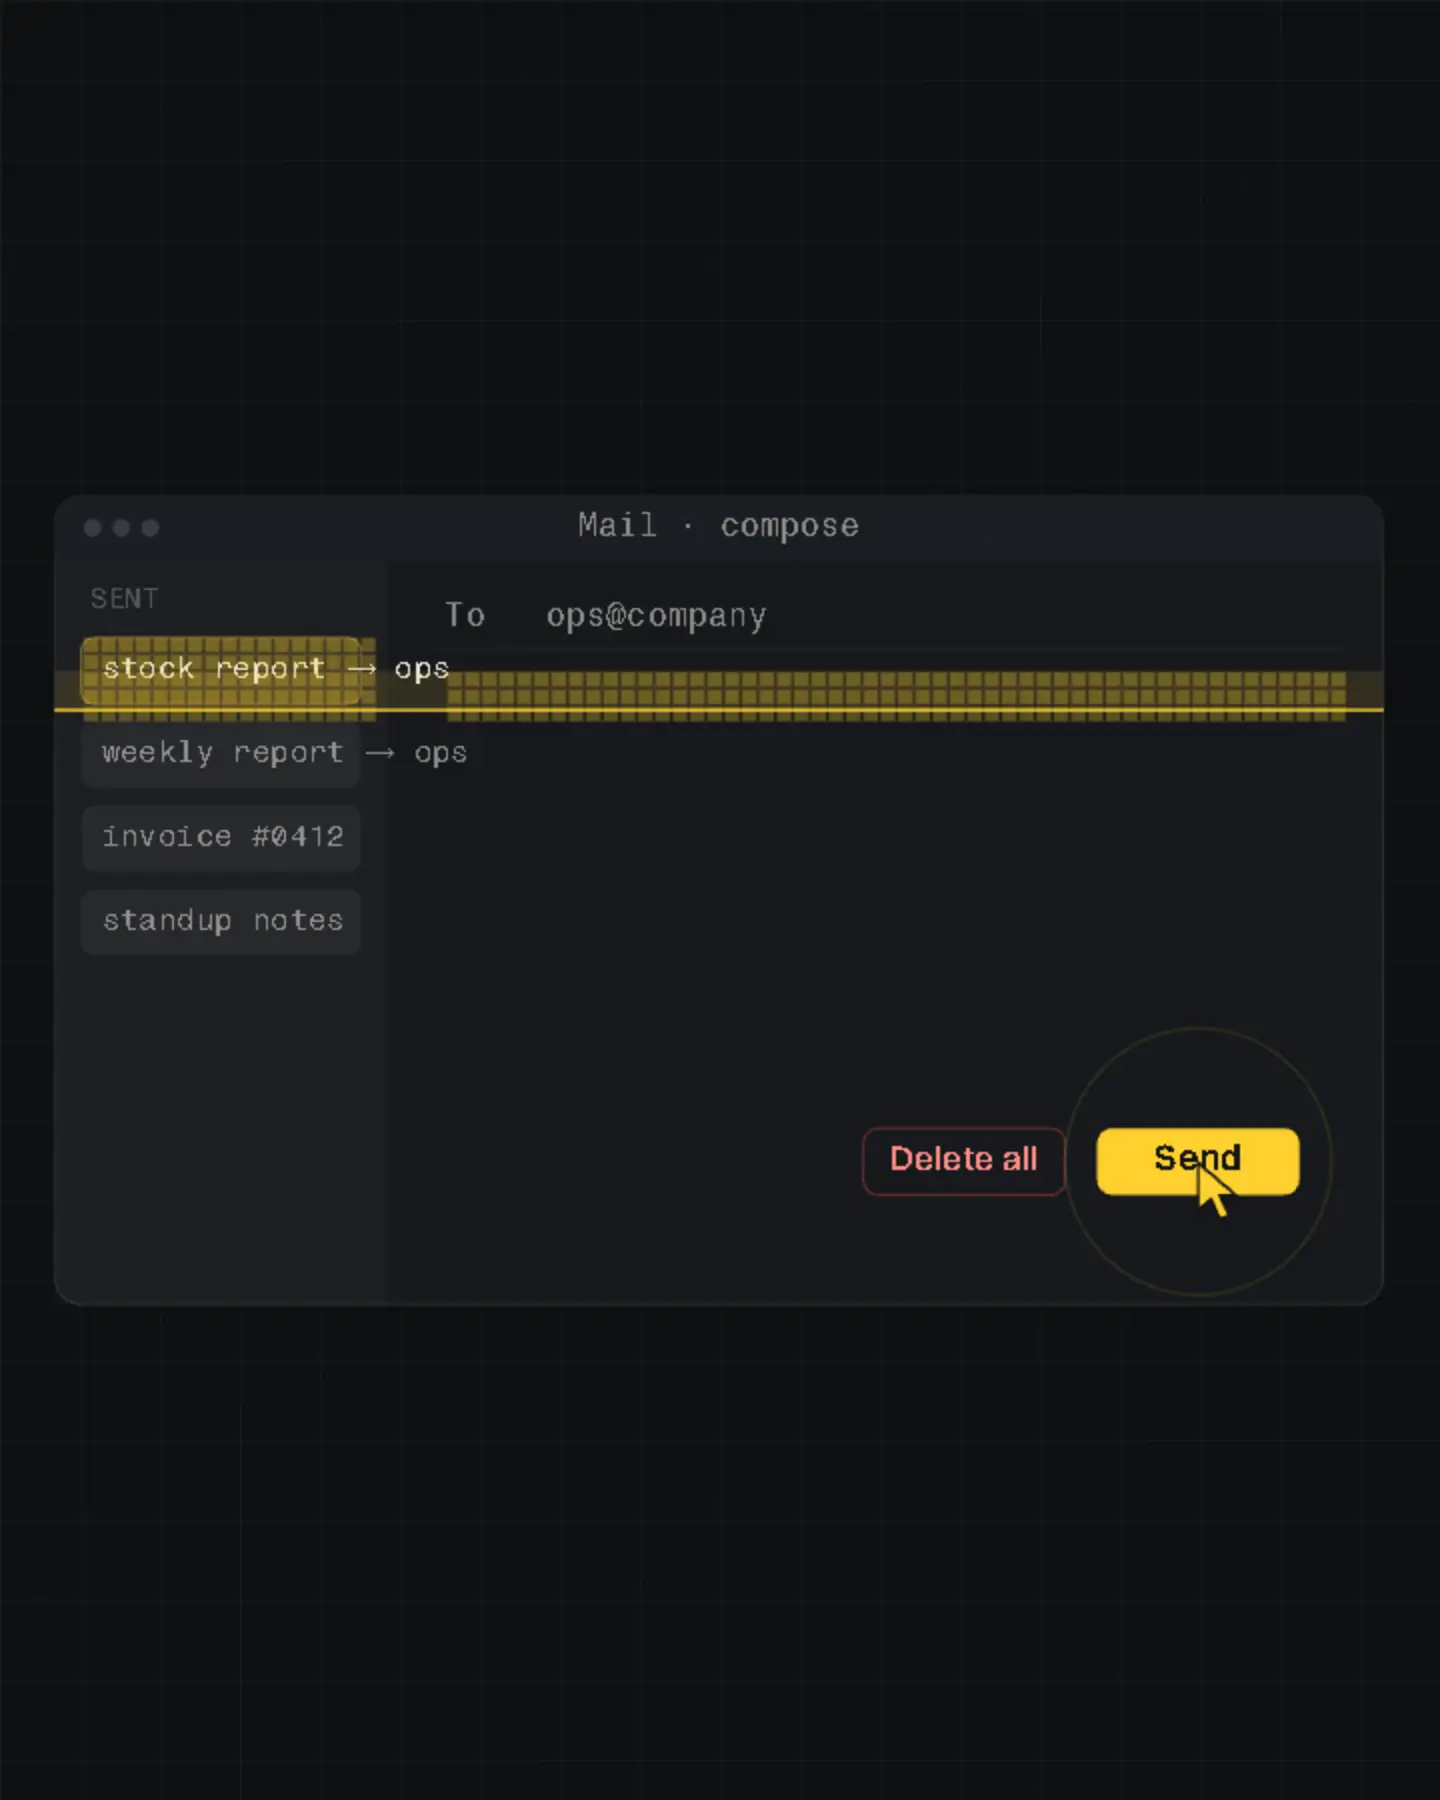 Mail · compose
SENT
To ops@company
stock report → ops
weekly report → ops
invoice #0412
standup notes
Delete all
Send